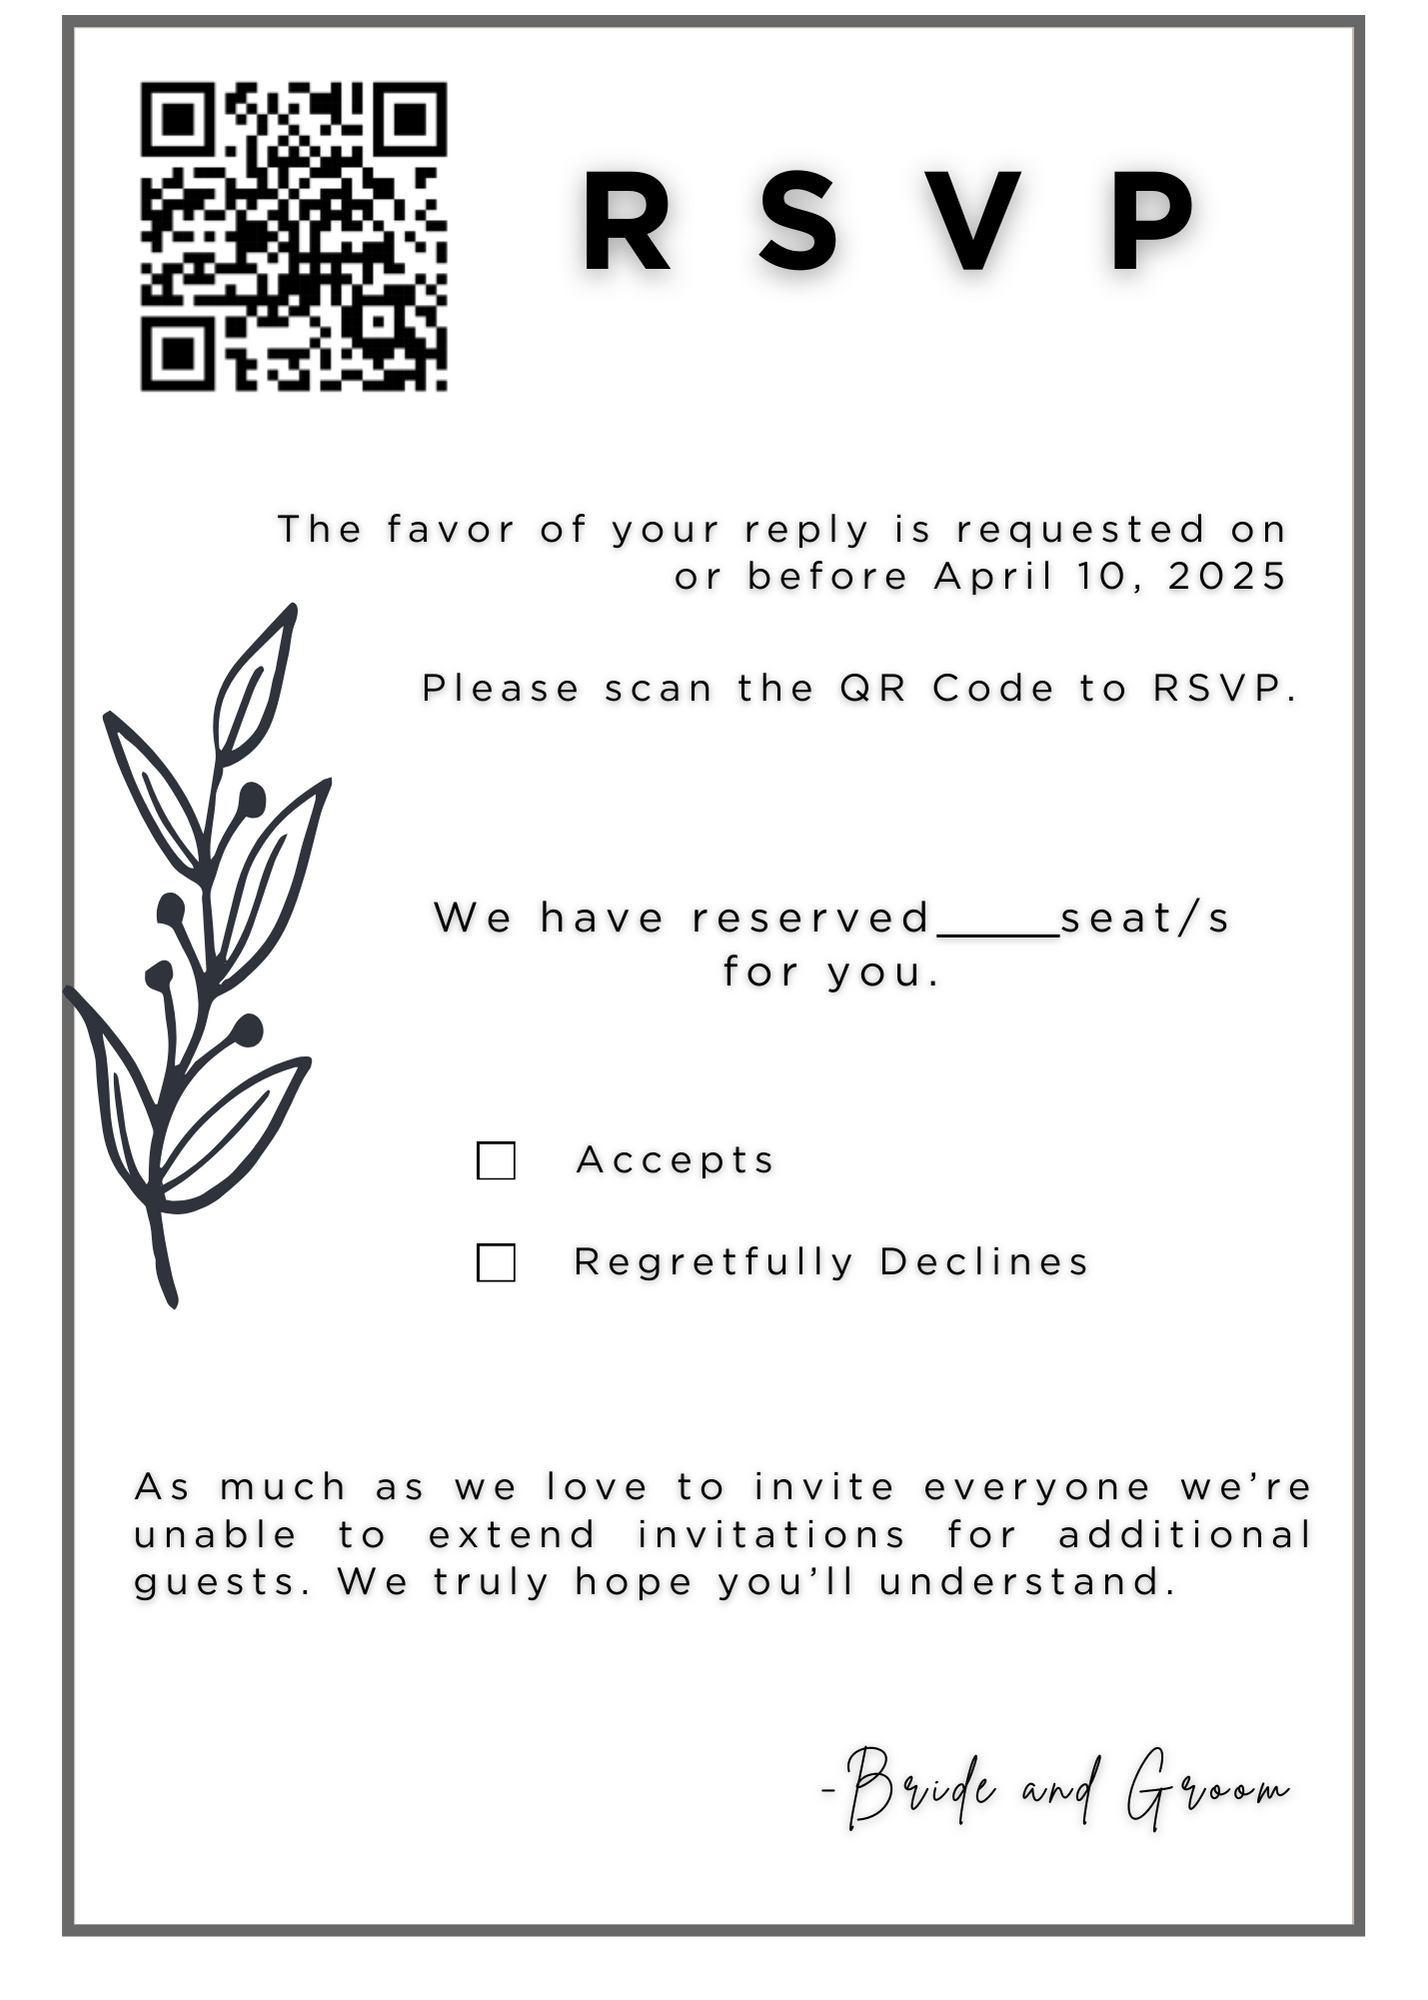 R S V P
The favor of your reply is requested on
or before April 10, 2025
Please scan the QR Code to RSVP.
We have reserved_____seat/s
for you.
Accepts
Regretfully Declines
As much as we love to invite everyone we’re
unable to extend invitations for additional
guests. We truly hope you’ll understand.
-Bride and Groom